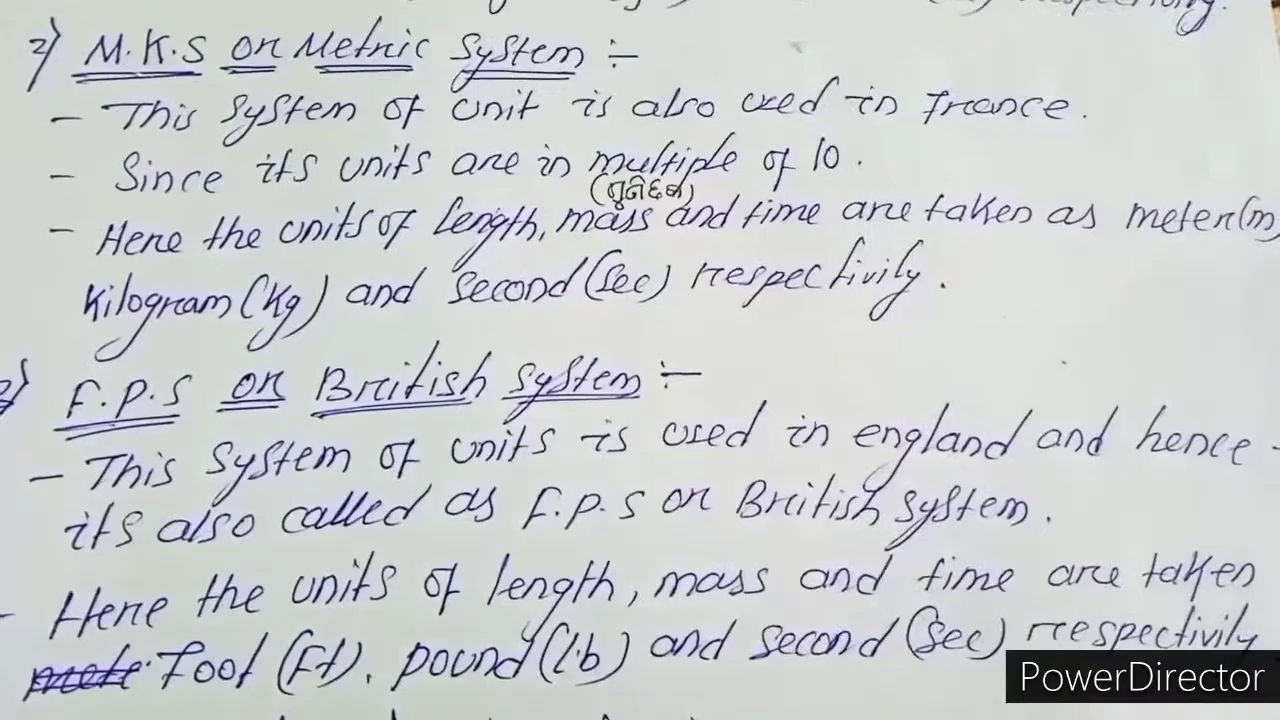 respectivily.
2) M.K.S or Metric System :-
- This system of unit is also used in france.
- Since its units are in multiple of 10.
(ଗୁଣିତକ)
- Here the units of length, mass and time are taken as meter(m)
Kilogram(Kg) and second(sec) respectivily.
F.P.S or British system :-
- This system of units is used in england and hence -
its also called as F.P.S or British system.
- Here the units of length, mass and time are taken
mete. Foot (Ft), pound(l.b) and second (sec) respectivily
PowerDirector